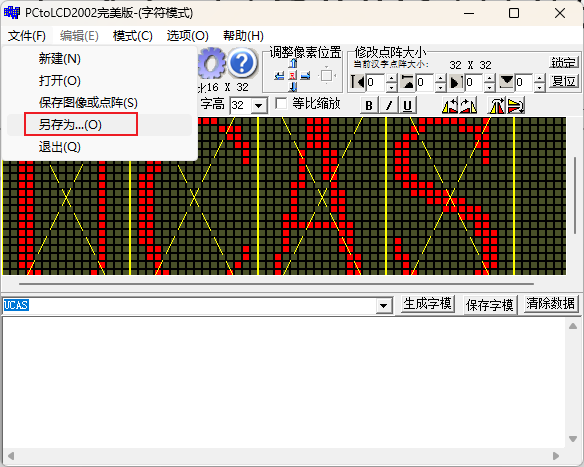 PCtoLCD2002完美版-(字符模式)
文件(F) 编辑(E) 模式(C) 选项(O) 帮助(H)
新建(N)
打开(O)
保存图像或点阵(S)
另存为...(O)
退出(Q)
调整像素位置
修改点阵大小
当前汉字点阵大小: 32 X 32
锁定
0 0 0 0
复位
比16 X 32
字高 32 等比缩放 B I U
UCAS
UCAS 生成字模 保存字模 清除数据